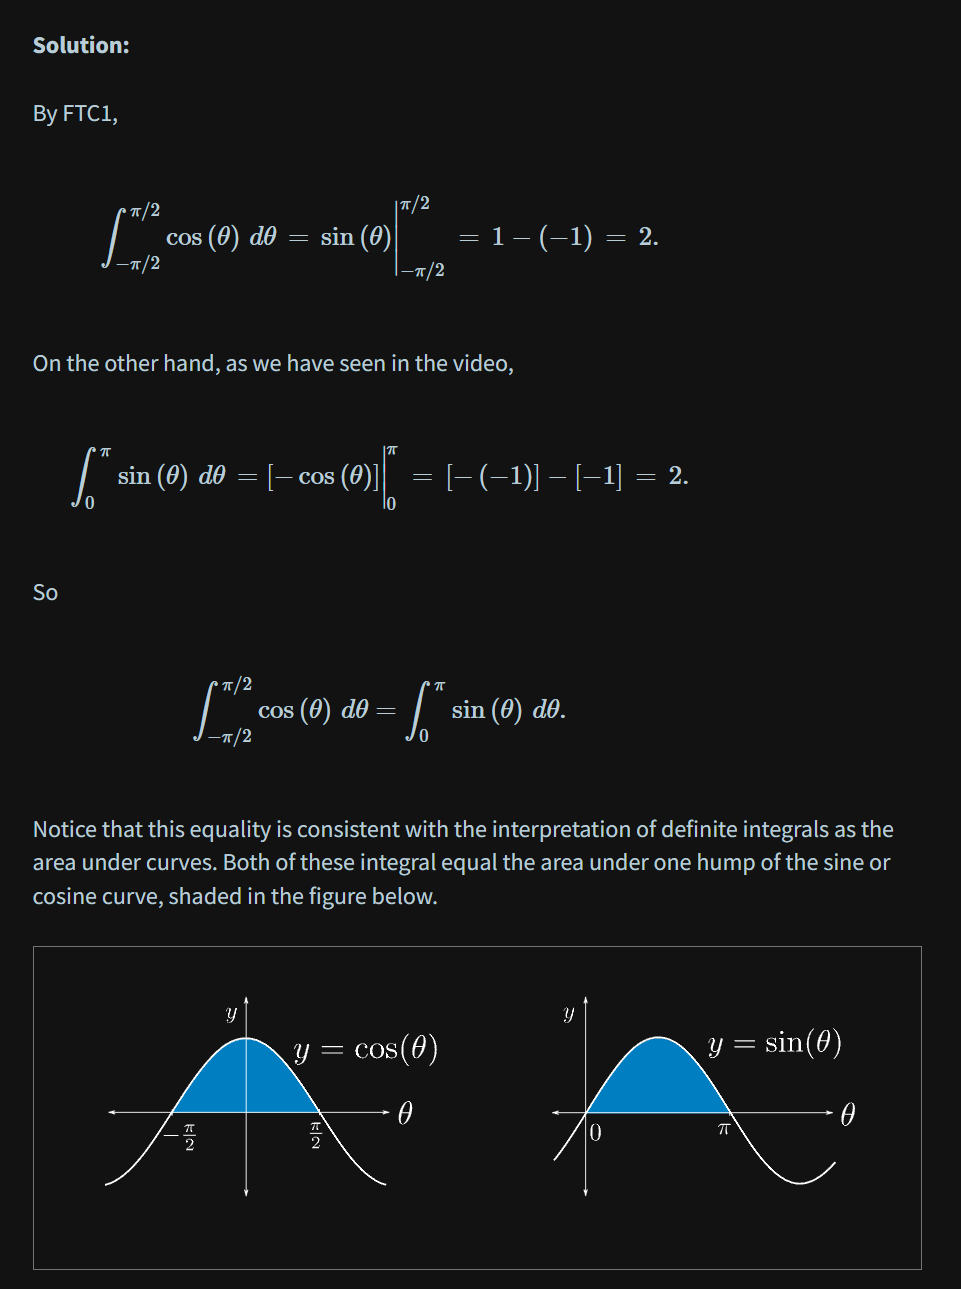 Solution:
By FTC1,
∫_{−π/2}^{π/2} cos (θ) dθ = sin (θ)|_{−π/2}^{π/2} = 1 − (−1) = 2.
On the other hand, as we have seen in the video,
∫_0^π sin (θ) dθ = [− cos (θ)]|_0^π = [− (−1)] − [−1] = 2.
So
∫_{−π/2}^{π/2} cos (θ) dθ = ∫_0^π sin (θ) dθ.
Notice that this equality is consistent with the interpretation of definite integrals as the
area under curves. Both of these integral equal the area under one hump of the sine or
cosine curve, shaded in the figure below.
y
y = cos(θ)
θ
−π/2
π/2
y
y = sin(θ)
θ
0
π